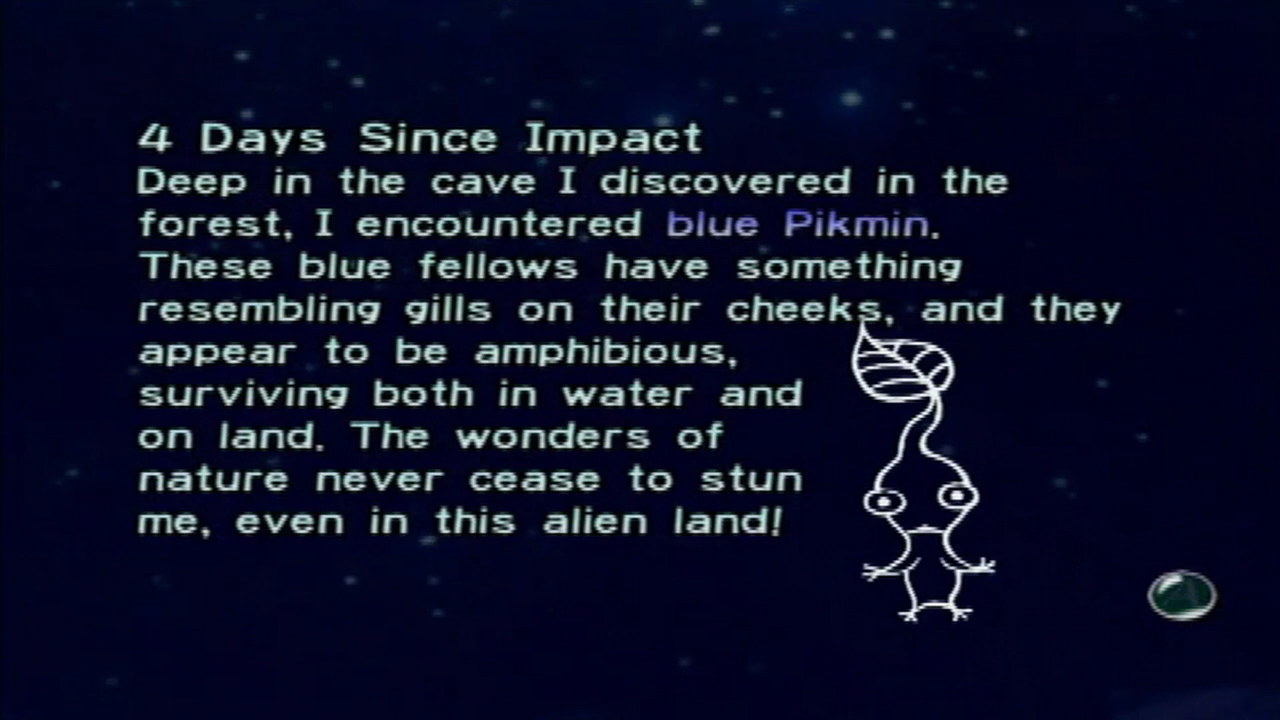 4 Days Since Impact
Deep in the cave I discovered in the
forest, I encountered blue Pikmin.
These blue fellows have something
resembling gills on their cheeks, and they
appear to be amphibious,
surviving both in water and
on land. The wonders of
nature never cease to stun
me, even in this alien land!